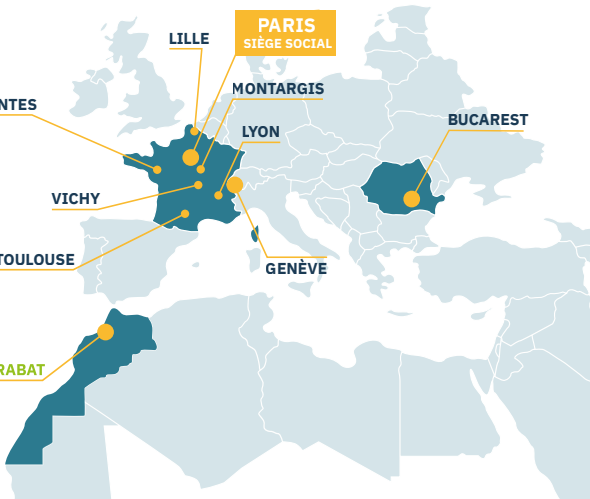 PARIS
SIÈGE SOCIAL
LILLE
MONTARGIS
NTES
BUCAREST
LYON
VICHY
TOULOUSE
GENÈVE
RABAT